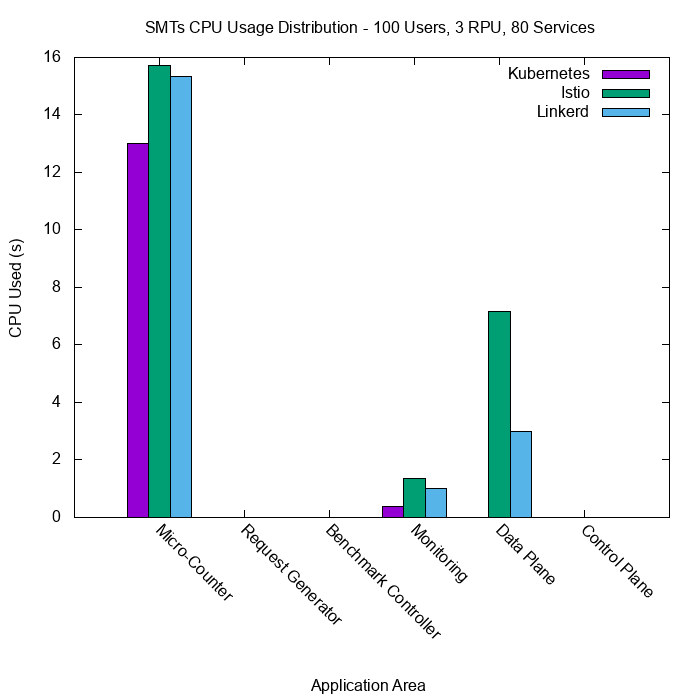 SMTs CPU Usage Distribution - 100 Users, 3 RPU, 80 Services
Kubernetes
Istio
Linkerd
16
14
12
10
8
6
4
2
0
CPU Used (s)
Micro-Counter
Request Generator
Benchmark Controller
Monitoring
Data Plane
Control Plane
Application Area